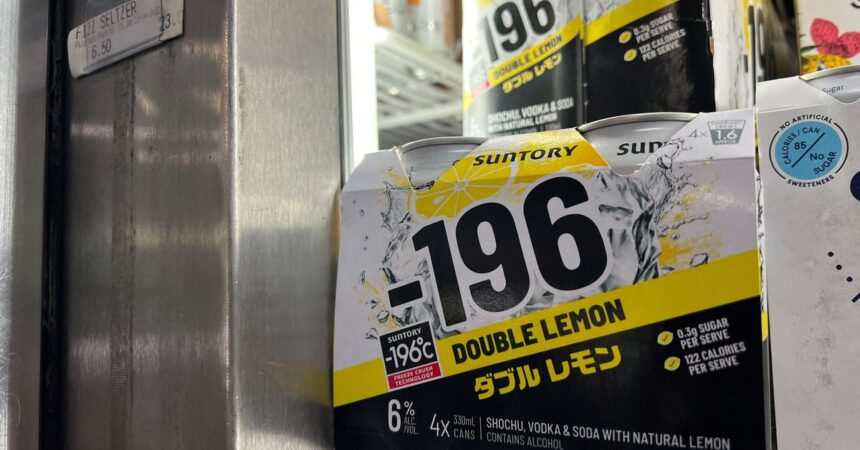 FIZZ SELTZER
6.50
23.
-196
DOUBLE LEMON
ダブル レモン
SHOCHU, VODKA & SODA
WITH NATURAL LEMON
0.3g SUGAR
PER SERVE
122 CALORIES
PER SERVE
-19
SUNTORY
SUNT
4x
STANDARD
1.6
-196
SUNTORY
-196°C
FREEZE CRUSH
TECHNOLOGY
DOUBLE LEMON
ダブル レモン
0.3g SUGAR
PER SERVE
122 CALORIES
PER SERVE
6% ALC.
/VOL.
4x 330mL
CANS
SHOCHU, VODKA & SODA WITH NATURAL LEMON
CONTAINS ALCOHOL
Sugar
NO ARTIFICIAL
SWEETENERS
CALORIES / CAN
85
No
SUGAR